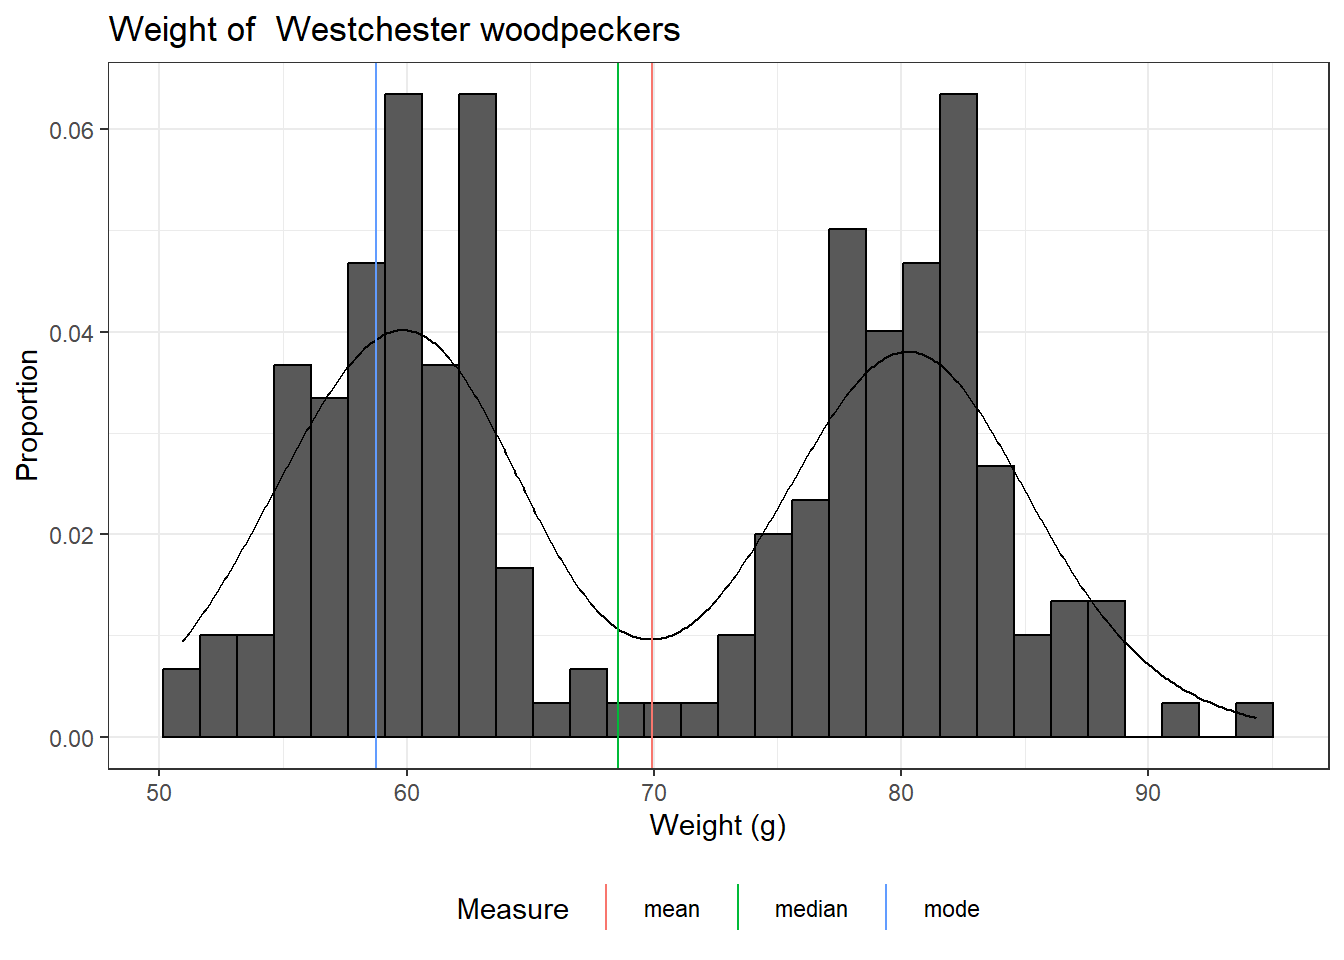 Weight of  Westchester woodpeckers
Proportion
0.06
0.04
0.02
0.00
50 60 70 80 90
Weight (g)
Measure mean median mode